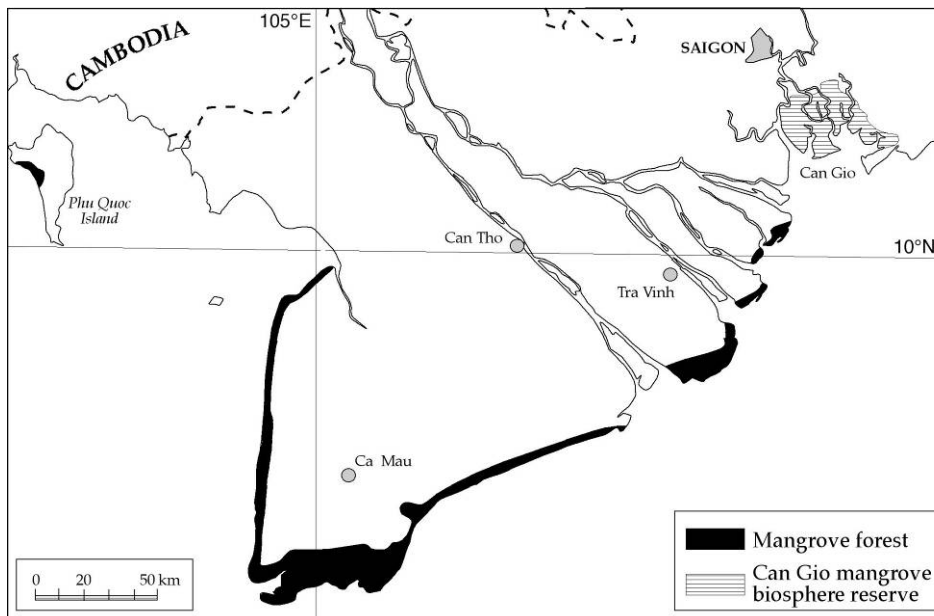 105°E
CAMBODIA
SAIGON
Can Gio
Phu Quoc
Island
Can Tho
10°N
Tra Vinh
Ca Mau
0 20 50 km
Mangrove forest
Can Gio mangrove
biosphere reserve